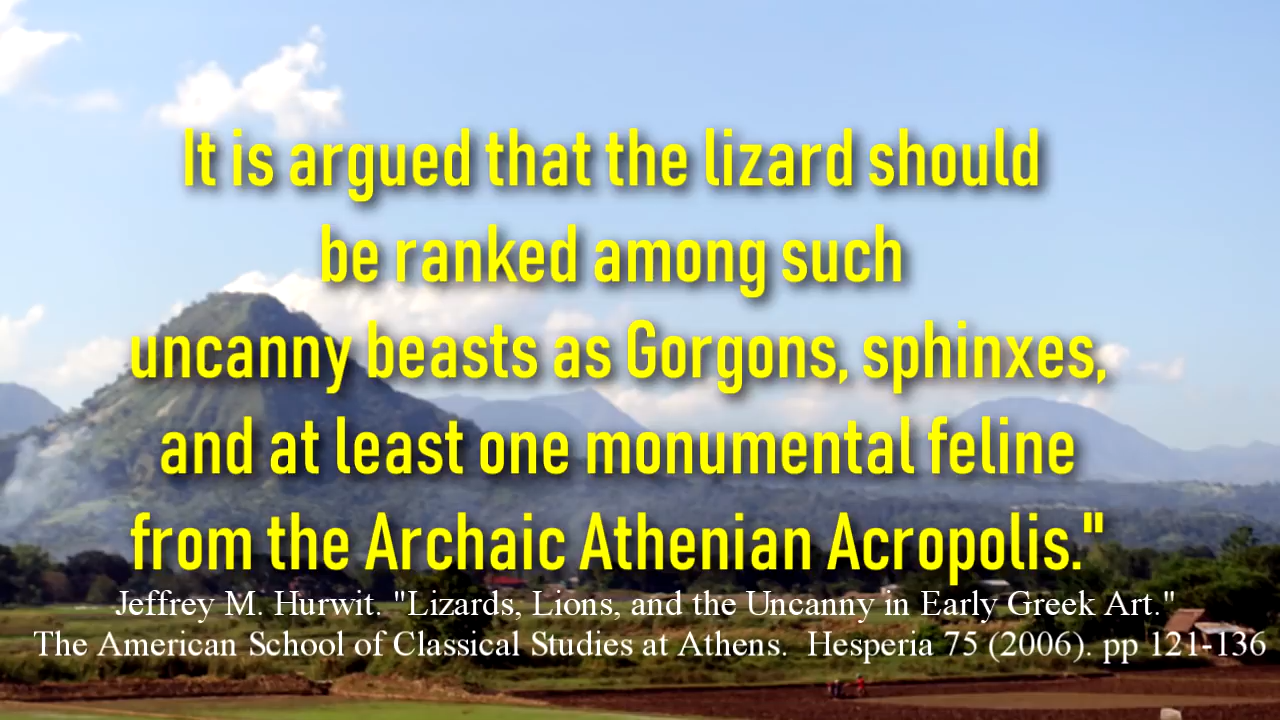 It is argued that the lizard should
be ranked among such
uncanny beasts as Gorgons, sphinxes,
and at least one monumental feline
from the Archaic Athenian Acropolis."
Jeffrey M. Hurwit. "Lizards, Lions, and the Uncanny in Early Greek Art."
The American School of Classical Studies at Athens.  Hesperia 75 (2006). pp 121-136